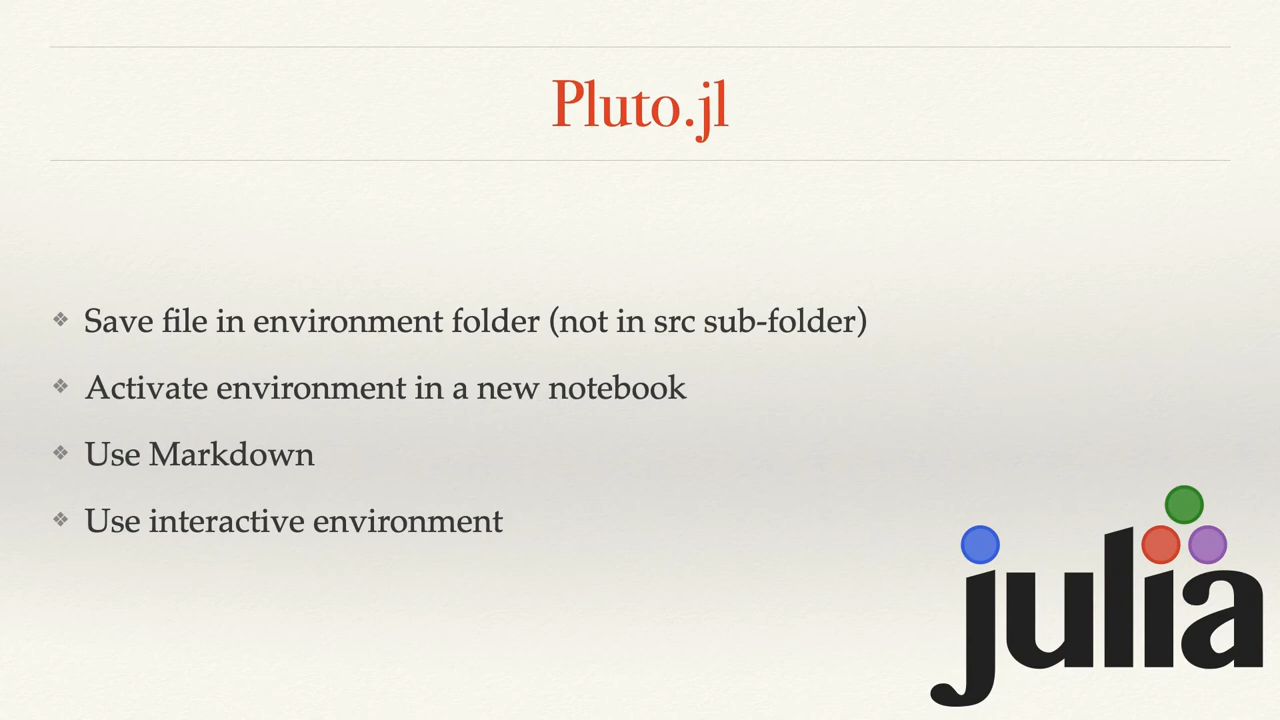 Pluto.jl
Save file in environment folder (not in src sub-folder)
Activate environment in a new notebook
Use Markdown
Use interactive environment
julia